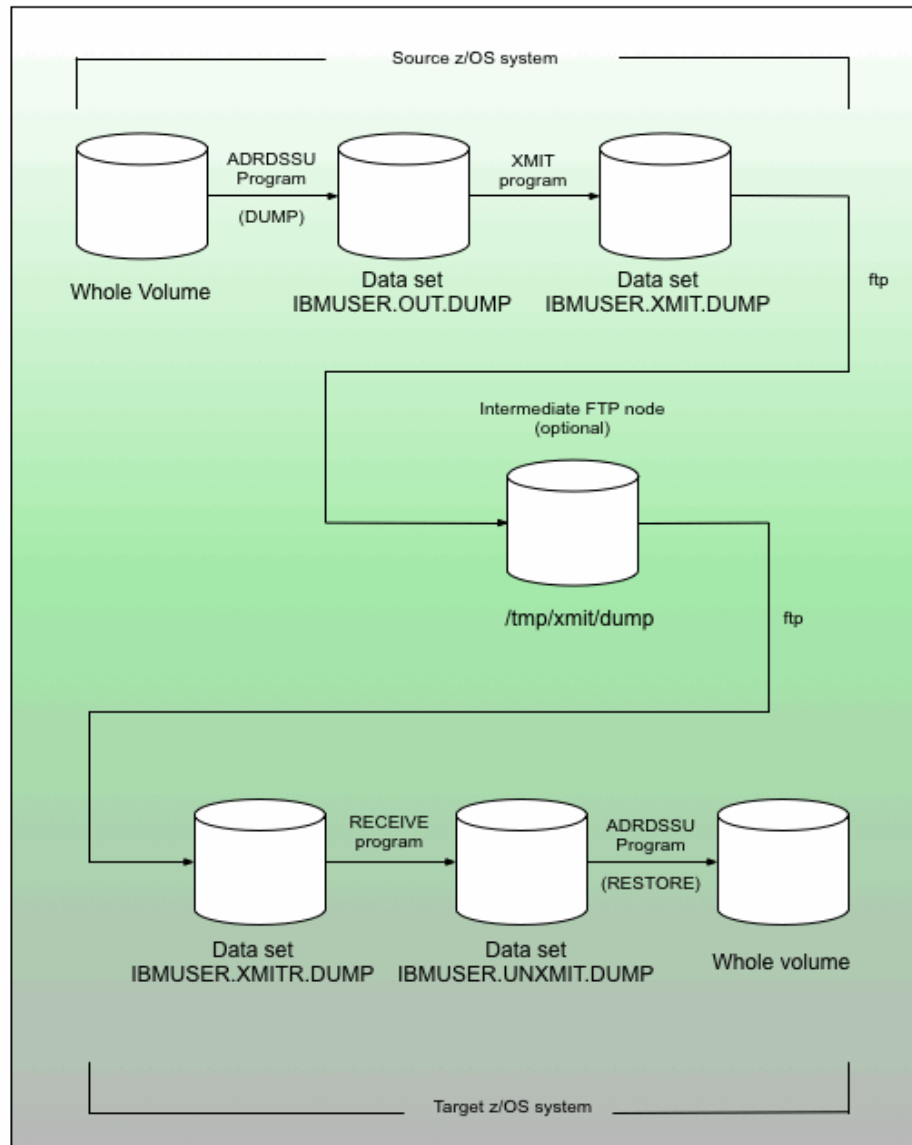 Source z/OS system
ADRDSSU
Program
(DUMP)
XMIT
program
Whole Volume
Data set
IBMUSER.OUT.DUMP
Data set
IBMUSER.XMIT.DUMP
ftp
Intermediate FTP node
(optional)
/tmp/xmit/dump
ftp
RECEIVE
program
ADRDSSU
Program
(RESTORE)
Data set
IBMUSER.XMITR.DUMP
Data set
IBMUSER.UNXMIT.DUMP
Whole volume
Target z/OS system